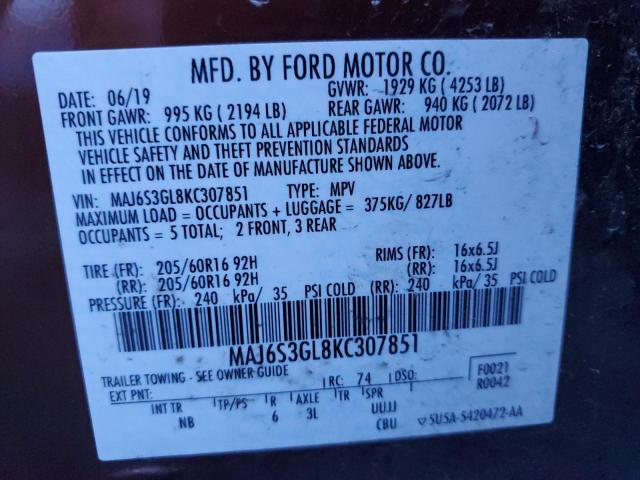 MFD. BY FORD MOTOR CO.
DATE: 06/19 GVWR: 1929 KG ( 4253 LB)
FRONT GAWR: 995 KG ( 2194 LB) REAR GAWR: 940 KG ( 2072 LB)
THIS VEHICLE CONFORMS TO ALL APPLICABLE FEDERAL MOTOR
VEHICLE SAFETY AND THEFT PREVENTION STANDARDS
IN EFFECT ON THE DATE OF MANUFACTURE SHOWN ABOVE.
VIN: MAJ6S3GL8KC307851 TYPE: MPV
MAXIMUM LOAD = OCCUPANTS + LUGGAGE = 375KG/ 827LB
OCCUPANTS = 5 TOTAL; 2 FRONT, 3 REAR
TIRE (FR): 205/60R16 92H RIMS (FR): 16x6.5J
(RR): 205/60R16 92H (RR): 16x6.5J
PRESSURE (FR): 240 kPa/ 35 PSI COLD (RR): 240 kPa/ 35 PSI COLD
MAJ6S3GL8KC307851
TRAILER TOWING - SEE OWNER GUIDE F0021
EXT PNT: RC: 74 DSO: R0042
INT TR TP/PS R AXLE TR SPR
NB 6 3L UUJJ
CBU 5U5A-5420472-AA